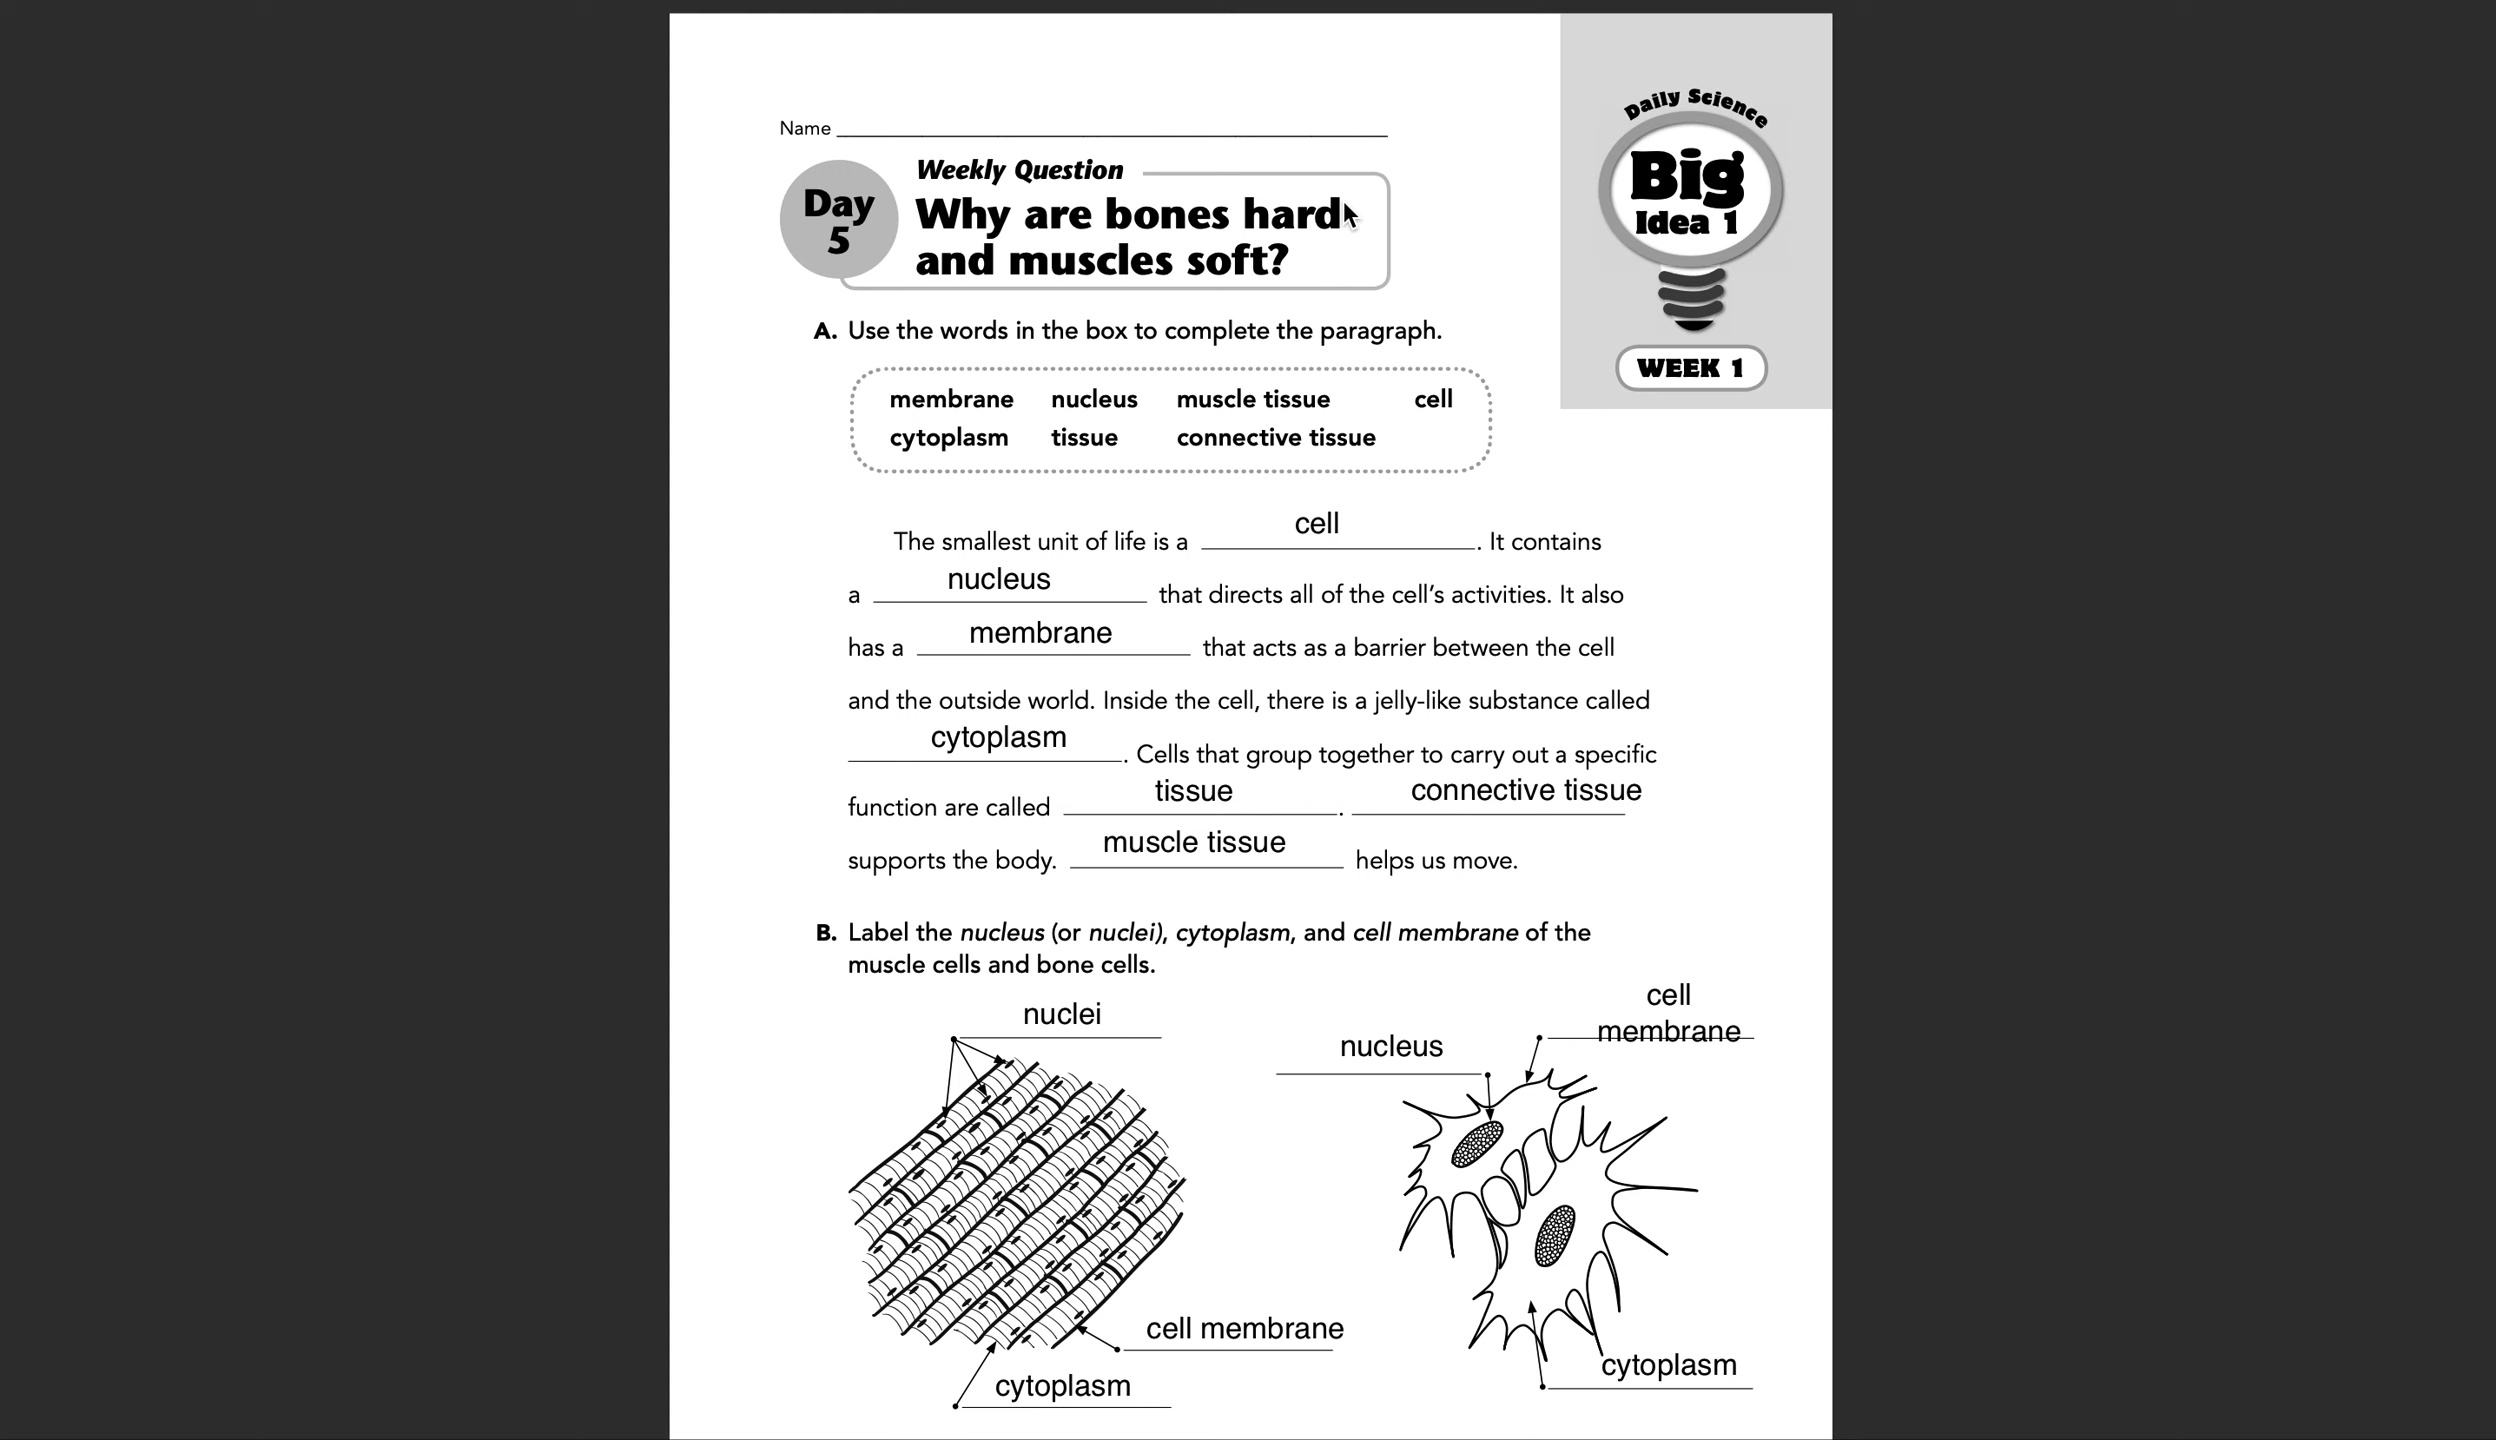 Daily Science
Big
Idea 1
WEEK 1
Name
Day
5
Weekly Question
Why are bones hard
and muscles soft?
A. Use the words in the box to complete the paragraph.
membrane nucleus muscle tissue cell
cytoplasm tissue connective tissue
The smallest unit of life is a cell. It contains
a nucleus that directs all of the cell’s activities. It also
has a membrane that acts as a barrier between the cell
and the outside world. Inside the cell, there is a jelly-like substance called
cytoplasm. Cells that group together to carry out a specific
function are called tissue. connective tissue
supports the body. muscle tissue helps us move.
B. Label the nucleus (or nuclei), cytoplasm, and cell membrane of the
muscle cells and bone cells.
nuclei
cell membrane
cytoplasm
nucleus
cell
membrane
cytoplasm